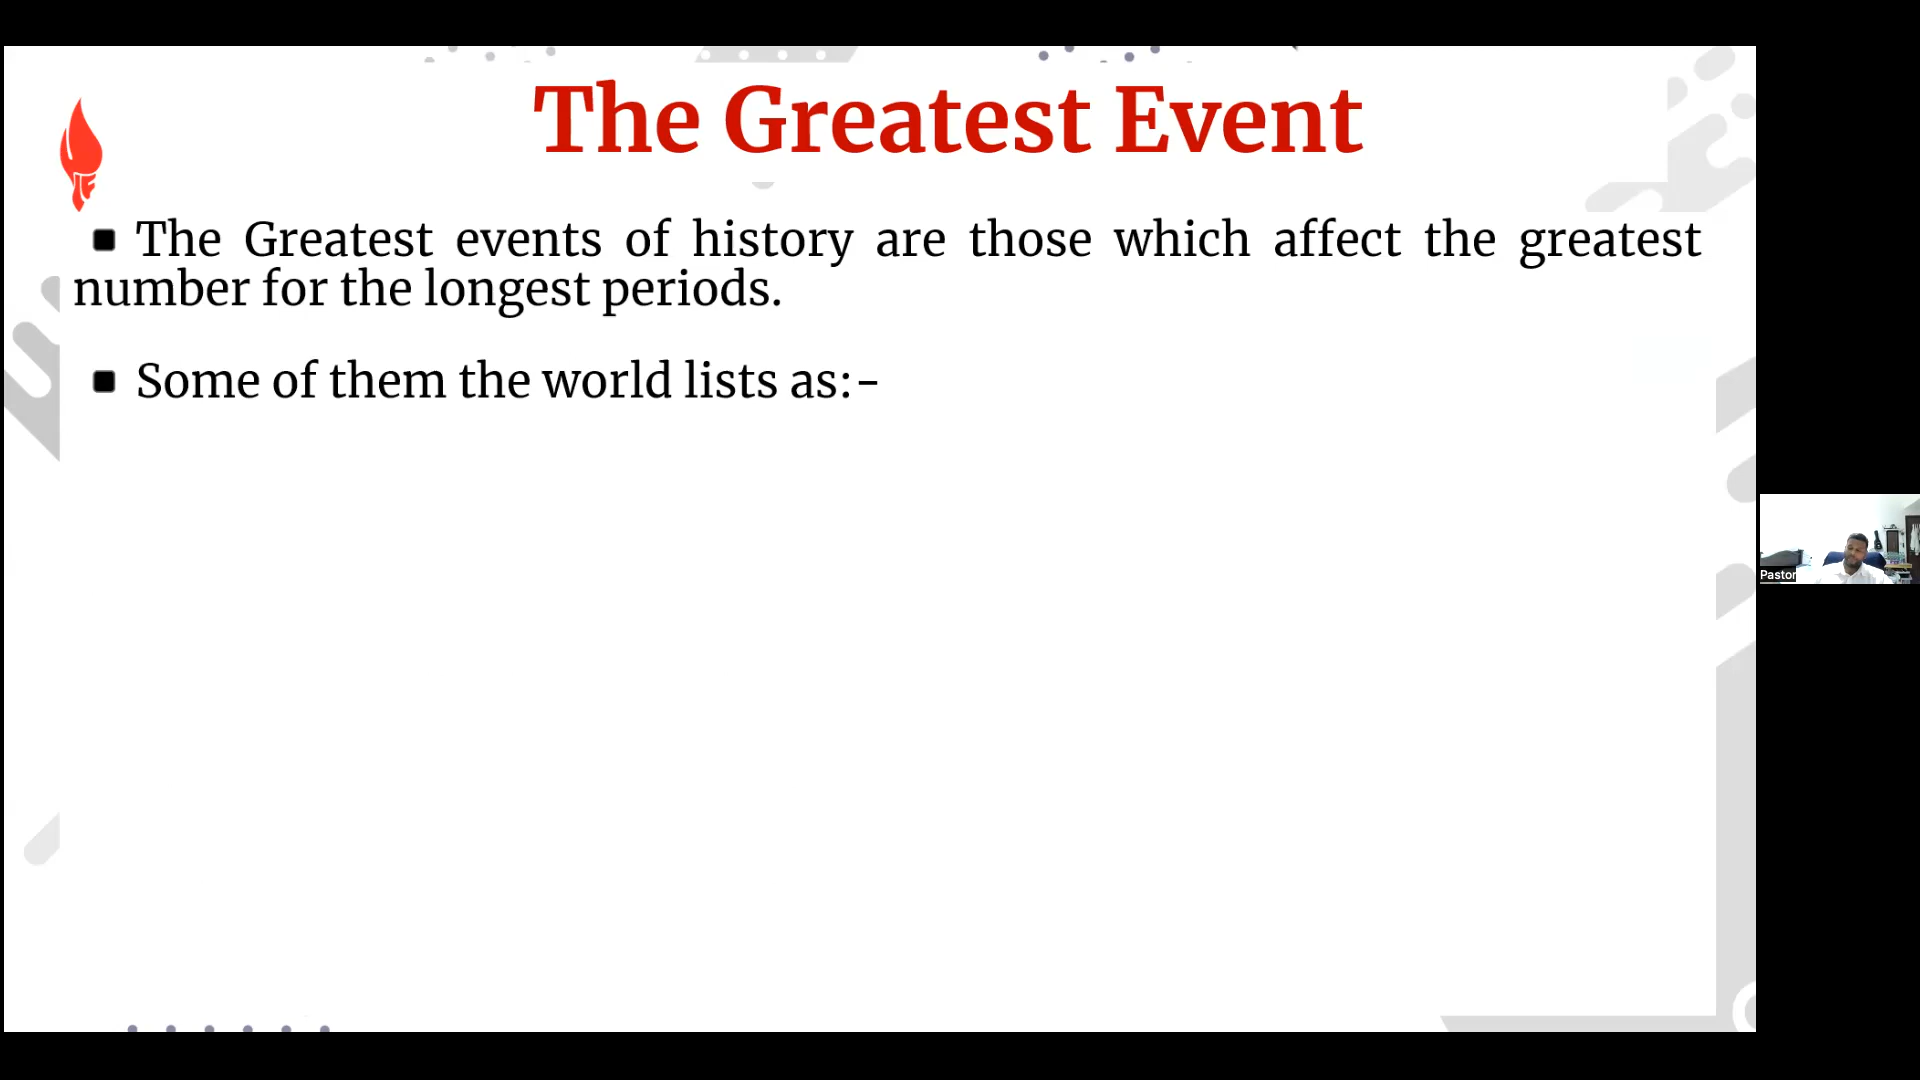 The Greatest Event
The Greatest events of history are those which affect the greatest
number for the longest periods.
Some of them the world lists as:-
Pastor